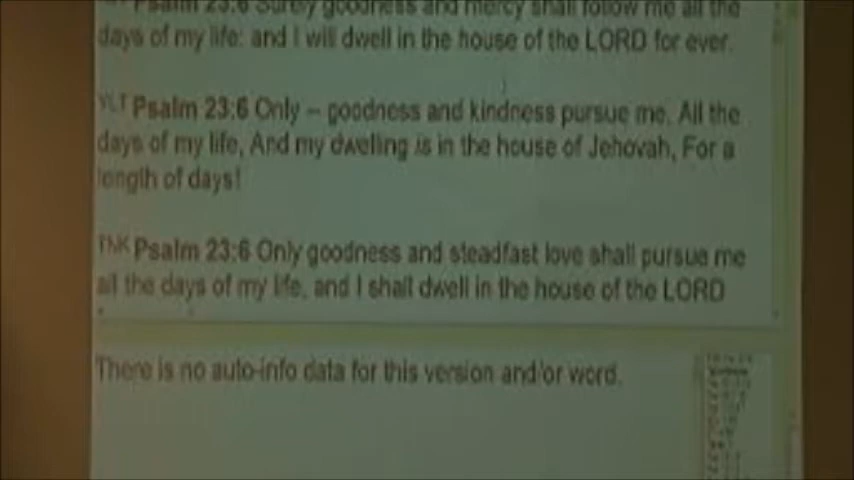 Psalm 23:6 Surely goodness and mercy shall follow me all the
days of my life: and I will dwell in the house of the LORD for ever.
YLT Psalm 23:6 Only -- goodness and kindness pursue me, All the
days of my life, And my dwelling is in the house of Jehovah, For a
length of days!
TNK Psalm 23:6 Only goodness and steadfast love shall pursue me
all the days of my life, and I shall dwell in the house of the LORD
There is no auto-info data for this version and/or word.